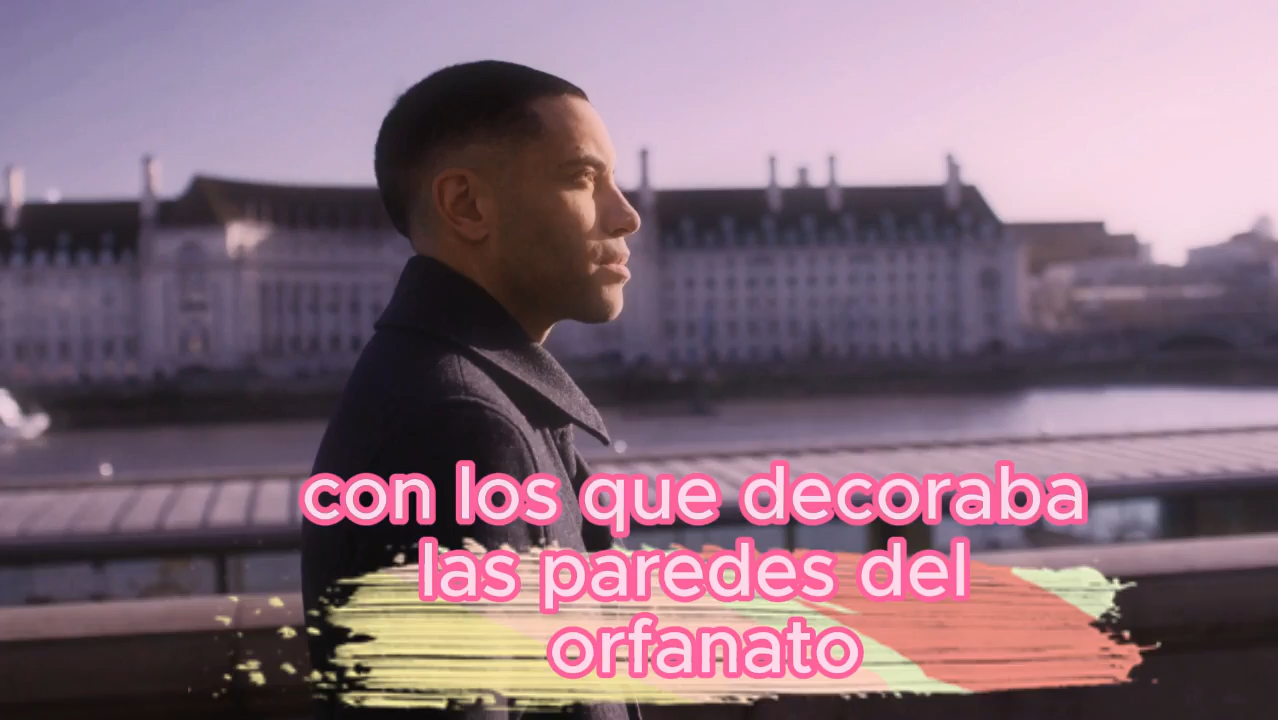 con los que decoraba
las paredes del
orfanato